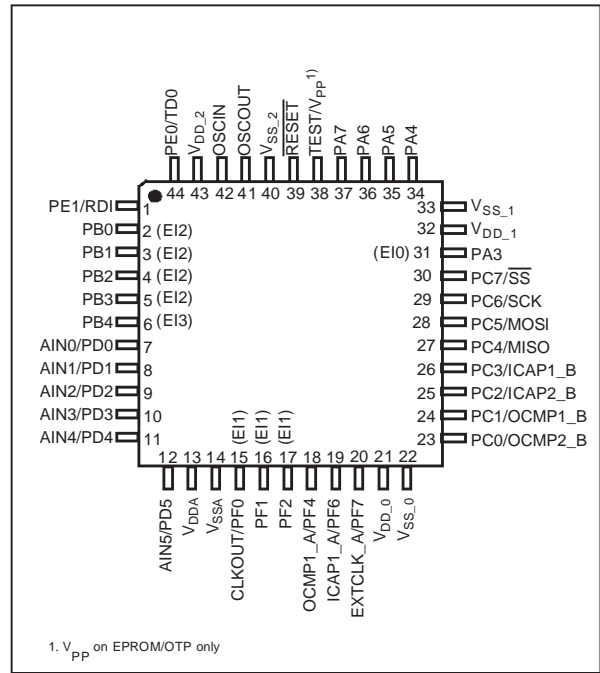 PE0/TD0
VDD_2
OSCIN
OSCOUT
VSS_2
RESET
TEST/VPP1)
PA7
PA6
PA5
PA4
44 43 42 41 40 39 38 37 36 35 34
PE1/RDI 1
PB0 2 (EI2)
PB1 3 (EI2)
PB2 4 (EI2)
PB3 5 (EI2)
PB4 6 (EI3)
AIN0/PD0 7
AIN1/PD1 8
AIN2/PD2 9
AIN3/PD3 10
AIN4/PD4 11
33 VSS_1
32 VDD_1
(EI0) 31 PA3
30 PC7/SS
29 PC6/SCK
28 PC5/MOSI
27 PC4/MISO
26 PC3/ICAP1_B
25 PC2/ICAP2_B
24 PC1/OCMP1_B
23 PC0/OCMP2_B
(EI1)
(EI1)
(EI1)
12 13 14 15 16 17 18 19 20 21 22
AIN5/PD5
VDDA
VSSA
CLKOUT/PF0
PF1
PF2
OCMP1_A/PF4
ICAP1_A/PF6
EXTCLK_A/PF7
VDD_0
VSS_0
1. VPP on EPROM/OTP only